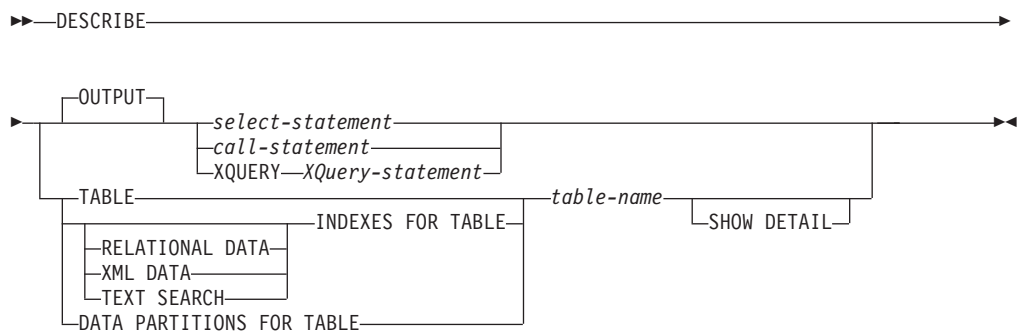 DESCRIBE
OUTPUT
select-statement
call-statement
XQUERY XQuery-statement
TABLE table-name
INDEXES FOR TABLE SHOW DETAIL
RELATIONAL DATA
XML DATA
TEXT SEARCH
DATA PARTITIONS FOR TABLE